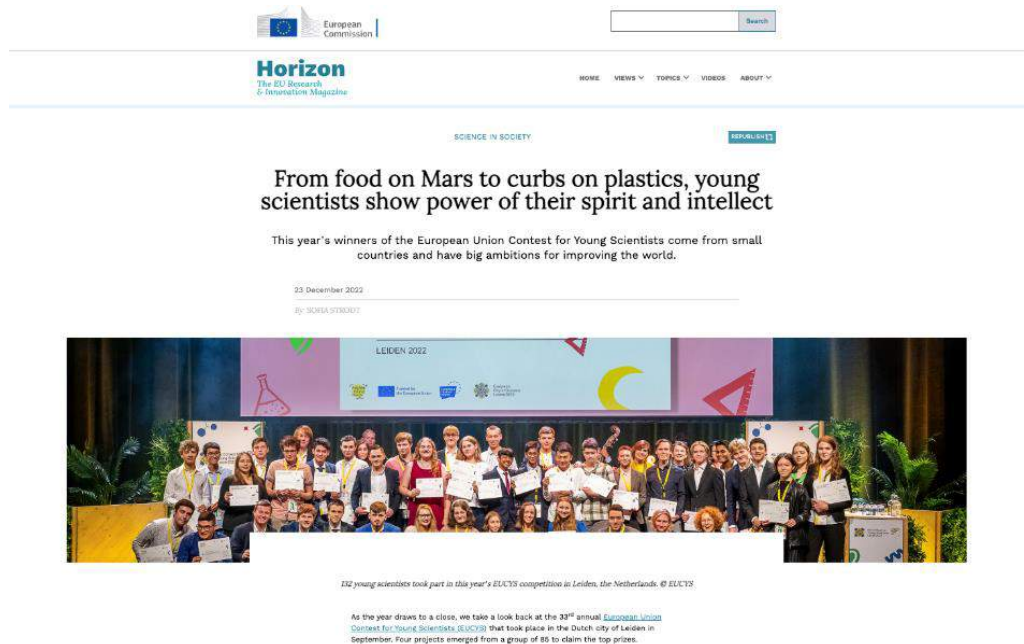 European
Commission
Search
Horizon
The EU Research
& Innovation Magazine
HOME VIEWS TOPICS VIDEOS ABOUT
SCIENCE IN SOCIETY
REPUBLISH
From food on Mars to curbs on plastics, young
scientists show power of their spirit and intellect
This year's winners of the European Union Contest for Young Scientists come from small
countries and have big ambitions for improving the world.
23 December 2022
By SOFIA STRODT
LEIDEN 2022
132 young scientists took part in this year's EUCYS competition in Leiden, the Netherlands. © EUCYS
As the year draws to a close, we take a look back at the 33rd annual European Union
Contest for Young Scientists (EUCYS) that took place in the Dutch city of Leiden in
September. Four projects emerged from a group of 85 to claim the top prizes.